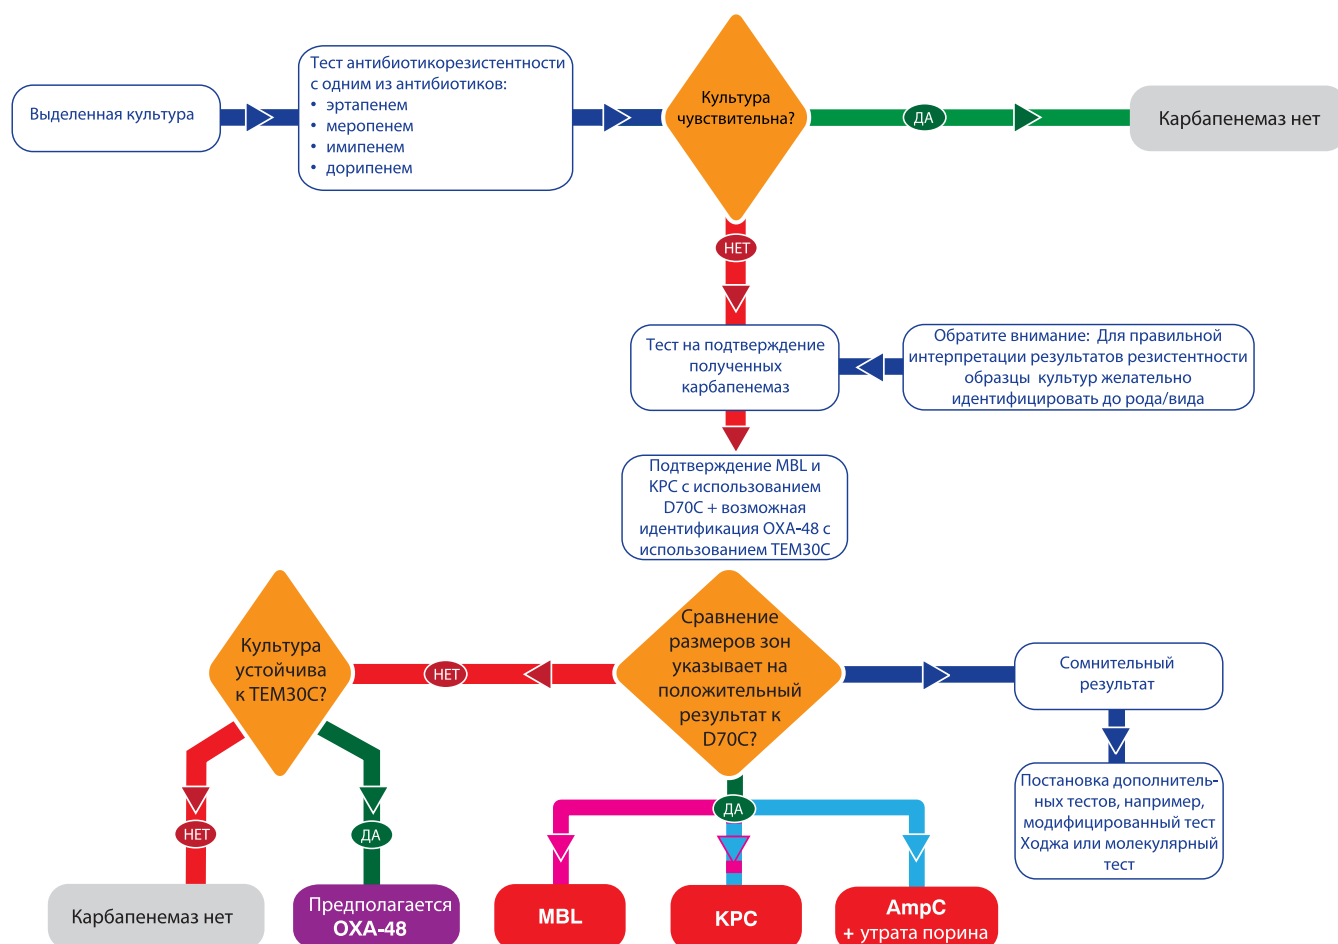 Выделенная культура
Тест антибиотикорезистентности
с одним из антибиотиков:
• эртапенем
• меропенем
• имипенем
• дорипенем
Культура
чувствительна?
ДА
Карбапенемаз нет
НЕТ
Тест на подтверждение
полученных
карбапенемаз
Обратите внимание: Для правильной
интерпретации результатов резистентности
образцы культур желательно
идентифицировать до рода/вида
Подтверждение MBL и
KPC с использованием
D70C + возможная
идентификация OXA-48 с
использованием TEM30C
Сравнение
размеров зон
указывает на
положительный
результат к
D70C?
НЕТ
Культура
устойчива
к TEM30C?
Сомнительный
результат
Постановка дополнитель-
ных тестов, например,
модифицированный тест
Ходжа или молекулярный
тест
НЕТ
ДА
ДА
Карбапенемаз нет
Предполагается
OXA-48
MBL
KPC
AmpC
+ утрата порина